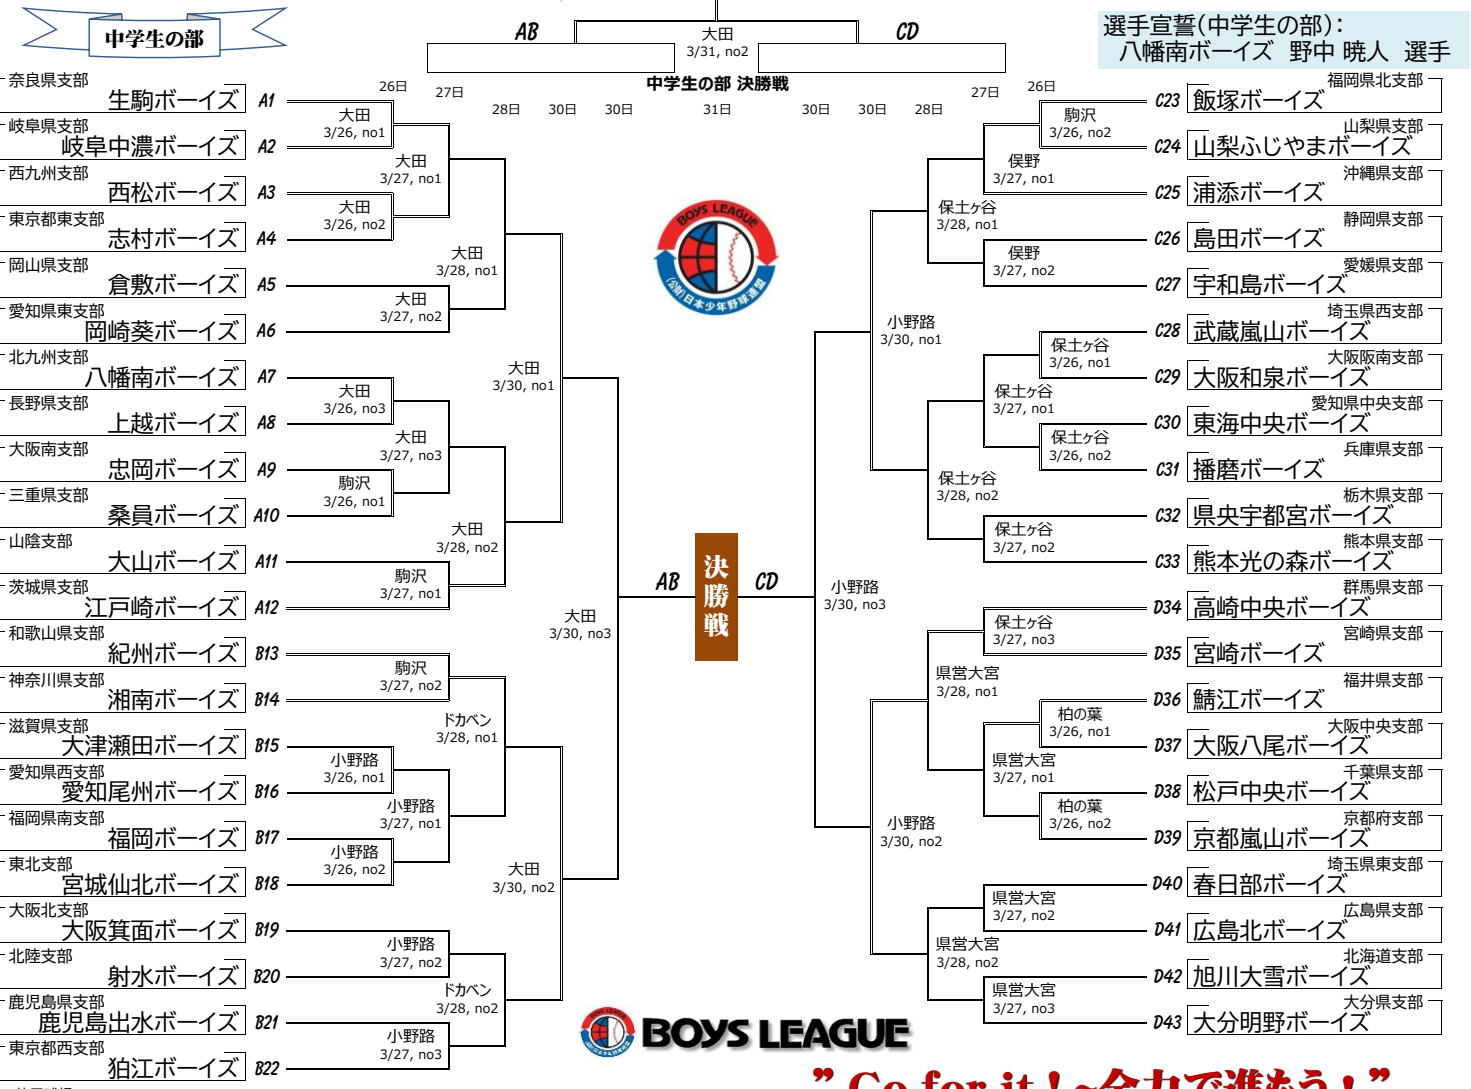 中学生の部
AB
大田
3/31, no2
CD
中学生の部 決勝戦
選手宣誓(中学生の部):
八幡南ボーイズ 野中 暁人 選手
26日
27日
28日
30日
30日
31日
30日
30日
28日
27日
26日
奈良県支部
生駒ボーイズ A1
岐阜県支部
岐阜中濃ボーイズ A2
西九州支部
西松ボーイズ A3
東京都東支部
志村ボーイズ A4
岡山県支部
倉敷ボーイズ A5
愛知県東支部
岡崎葵ボーイズ A6
北九州支部
八幡南ボーイズ A7
長野県支部
上越ボーイズ A8
大阪南支部
忠岡ボーイズ A9
三重県支部
桑員ボーイズ A10
山陰支部
大山ボーイズ A11
茨城県支部
江戸崎ボーイズ A12
和歌山県支部
紀州ボーイズ B13
神奈川県支部
湘南ボーイズ B14
滋賀県支部
大津瀬田ボーイズ B15
愛知県西支部
愛知尾州ボーイズ B16
福岡県南支部
福岡ボーイズ B17
東北支部
宮城仙北ボーイズ B18
大阪北支部
大阪箕面ボーイズ B19
北陸支部
射水ボーイズ B20
鹿児島県支部
鹿児島出水ボーイズ B21
東京都西支部
狛江ボーイズ B22
大田
3/26, no1
大田
3/26, no2
大田
3/26, no3
駒沢
3/26, no1
小野路
3/26, no1
小野路
3/26, no2
大田
3/27, no1
大田
3/27, no2
大田
3/27, no3
駒沢
3/27, no1
駒沢
3/27, no2
小野路
3/27, no1
小野路
3/27, no2
小野路
3/27, no3
大田
3/28, no1
大田
3/28, no2
ドカベン
3/28, no1
ドカベン
3/28, no2
大田
3/30, no1
大田
3/30, no2
大田
3/30, no3
BOYS LEAGUE
(公財)日本少年野球連盟
AB
決勝戦
CD
小野路
3/30, no3
小野路
3/30, no1
小野路
3/30, no2
保土ヶ谷
3/28, no1
保土ヶ谷
3/28, no2
県営大宮
3/28, no1
県営大宮
3/28, no2
俣野
3/27, no1
俣野
3/27, no2
保土ヶ谷
3/27, no1
保土ヶ谷
3/27, no2
保土ヶ谷
3/27, no3
県営大宮
3/27, no1
県営大宮
3/27, no2
県営大宮
3/27, no3
駒沢
3/26, no2
保土ヶ谷
3/26, no1
保土ヶ谷
3/26, no2
柏の葉
3/26, no1
柏の葉
3/26, no2
福岡県北支部
C23 飯塚ボーイズ
山梨県支部
C24 山梨ふじやまボーイズ
沖縄県支部
C25 浦添ボーイズ
静岡県支部
C26 島田ボーイズ
愛媛県支部
C27 宇和島ボーイズ
埼玉県西支部
C28 武蔵嵐山ボーイズ
大阪阪南支部
C29 大阪和泉ボーイズ
愛知県中央支部
C30 東海中央ボーイズ
兵庫県支部
C31 播磨ボーイズ
栃木県支部
C32 県央宇都宮ボーイズ
熊本県支部
C33 熊本光の森ボーイズ
群馬県支部
D34 高崎中央ボーイズ
宮崎県支部
D35 宮崎ボーイズ
福井県支部
D36 鯖江ボーイズ
大阪中央支部
D37 大阪八尾ボーイズ
千葉県支部
D38 松戸中央ボーイズ
京都府支部
D39 京都嵐山ボーイズ
埼玉県東支部
D40 春日部ボーイズ
広島県支部
D41 広島北ボーイズ
北海道支部
D42 旭川大雪ボーイズ
大分県支部
D43 大分明野ボーイズ
BOYS LEAGUE
” Go for it！～全力で進もう！”